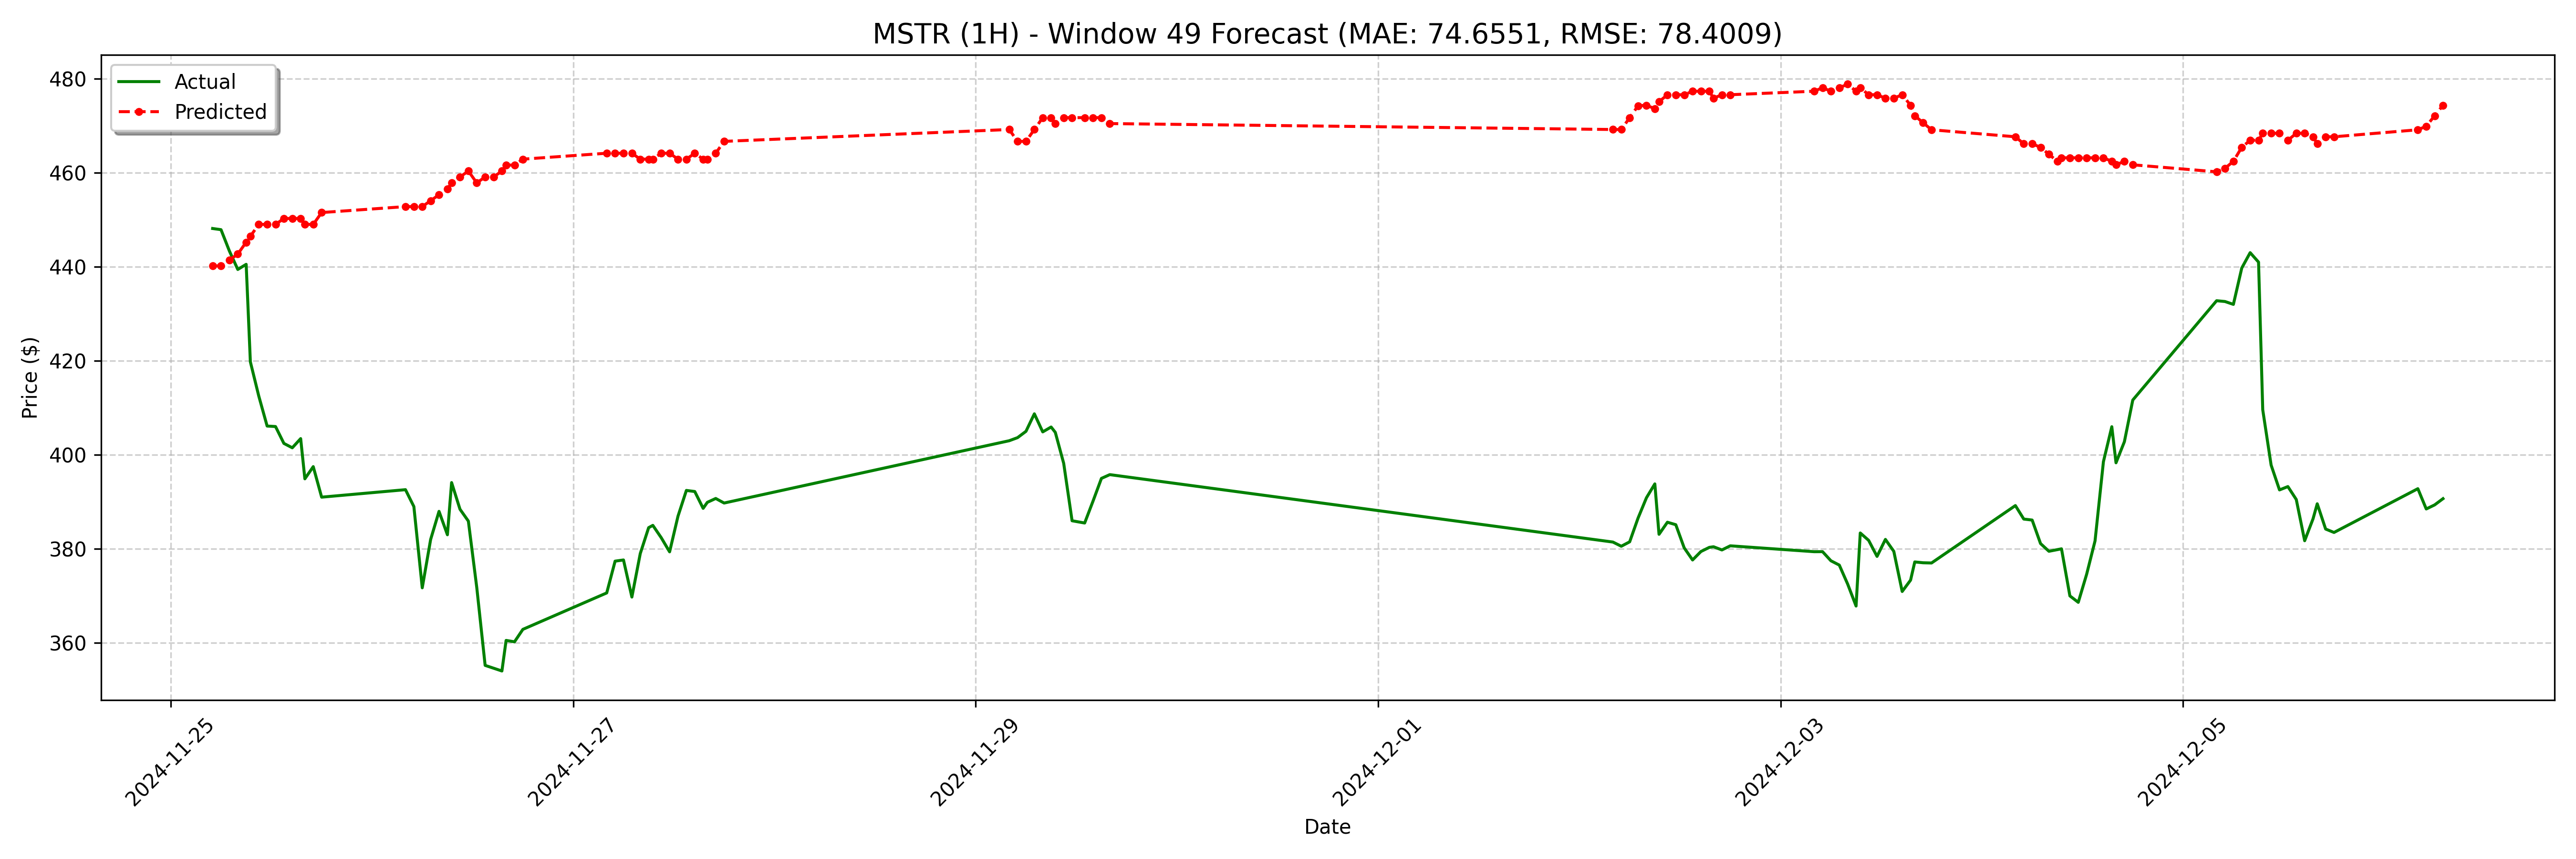 MSTR (1H) - Window 49 Forecast (MAE: 74.6551, RMSE: 78.4009)
Actual
Predicted
Price ($)
480
460
440
420
400
380
360
2024-11-25
2024-11-27
2024-11-29
2024-12-01
2024-12-03
2024-12-05
Date